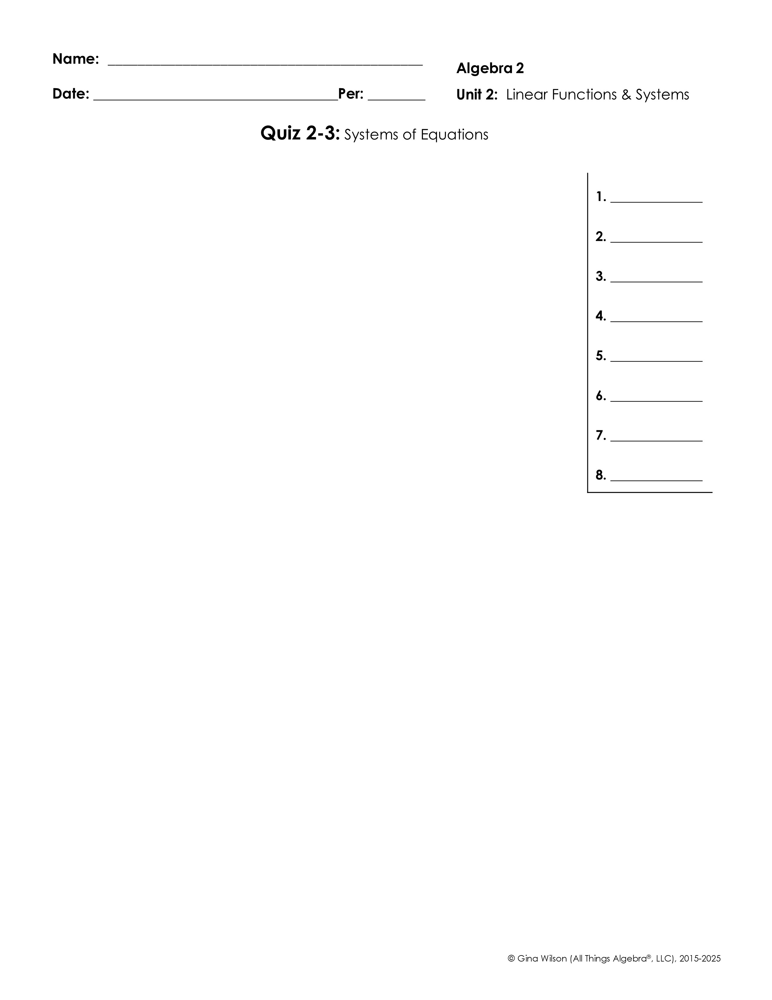 Name: ___________________________________________
Algebra 2
Date: ______________________________ Per: _______
Unit 2: Linear Functions & Systems
Quiz 2-3: Systems of Equations
1. ____________
2. ____________
3. ____________
4. ____________
5. ____________
6. ____________
7. ____________
8. ____________
© Gina Wilson (All Things Algebra®, LLC), 2015-2025